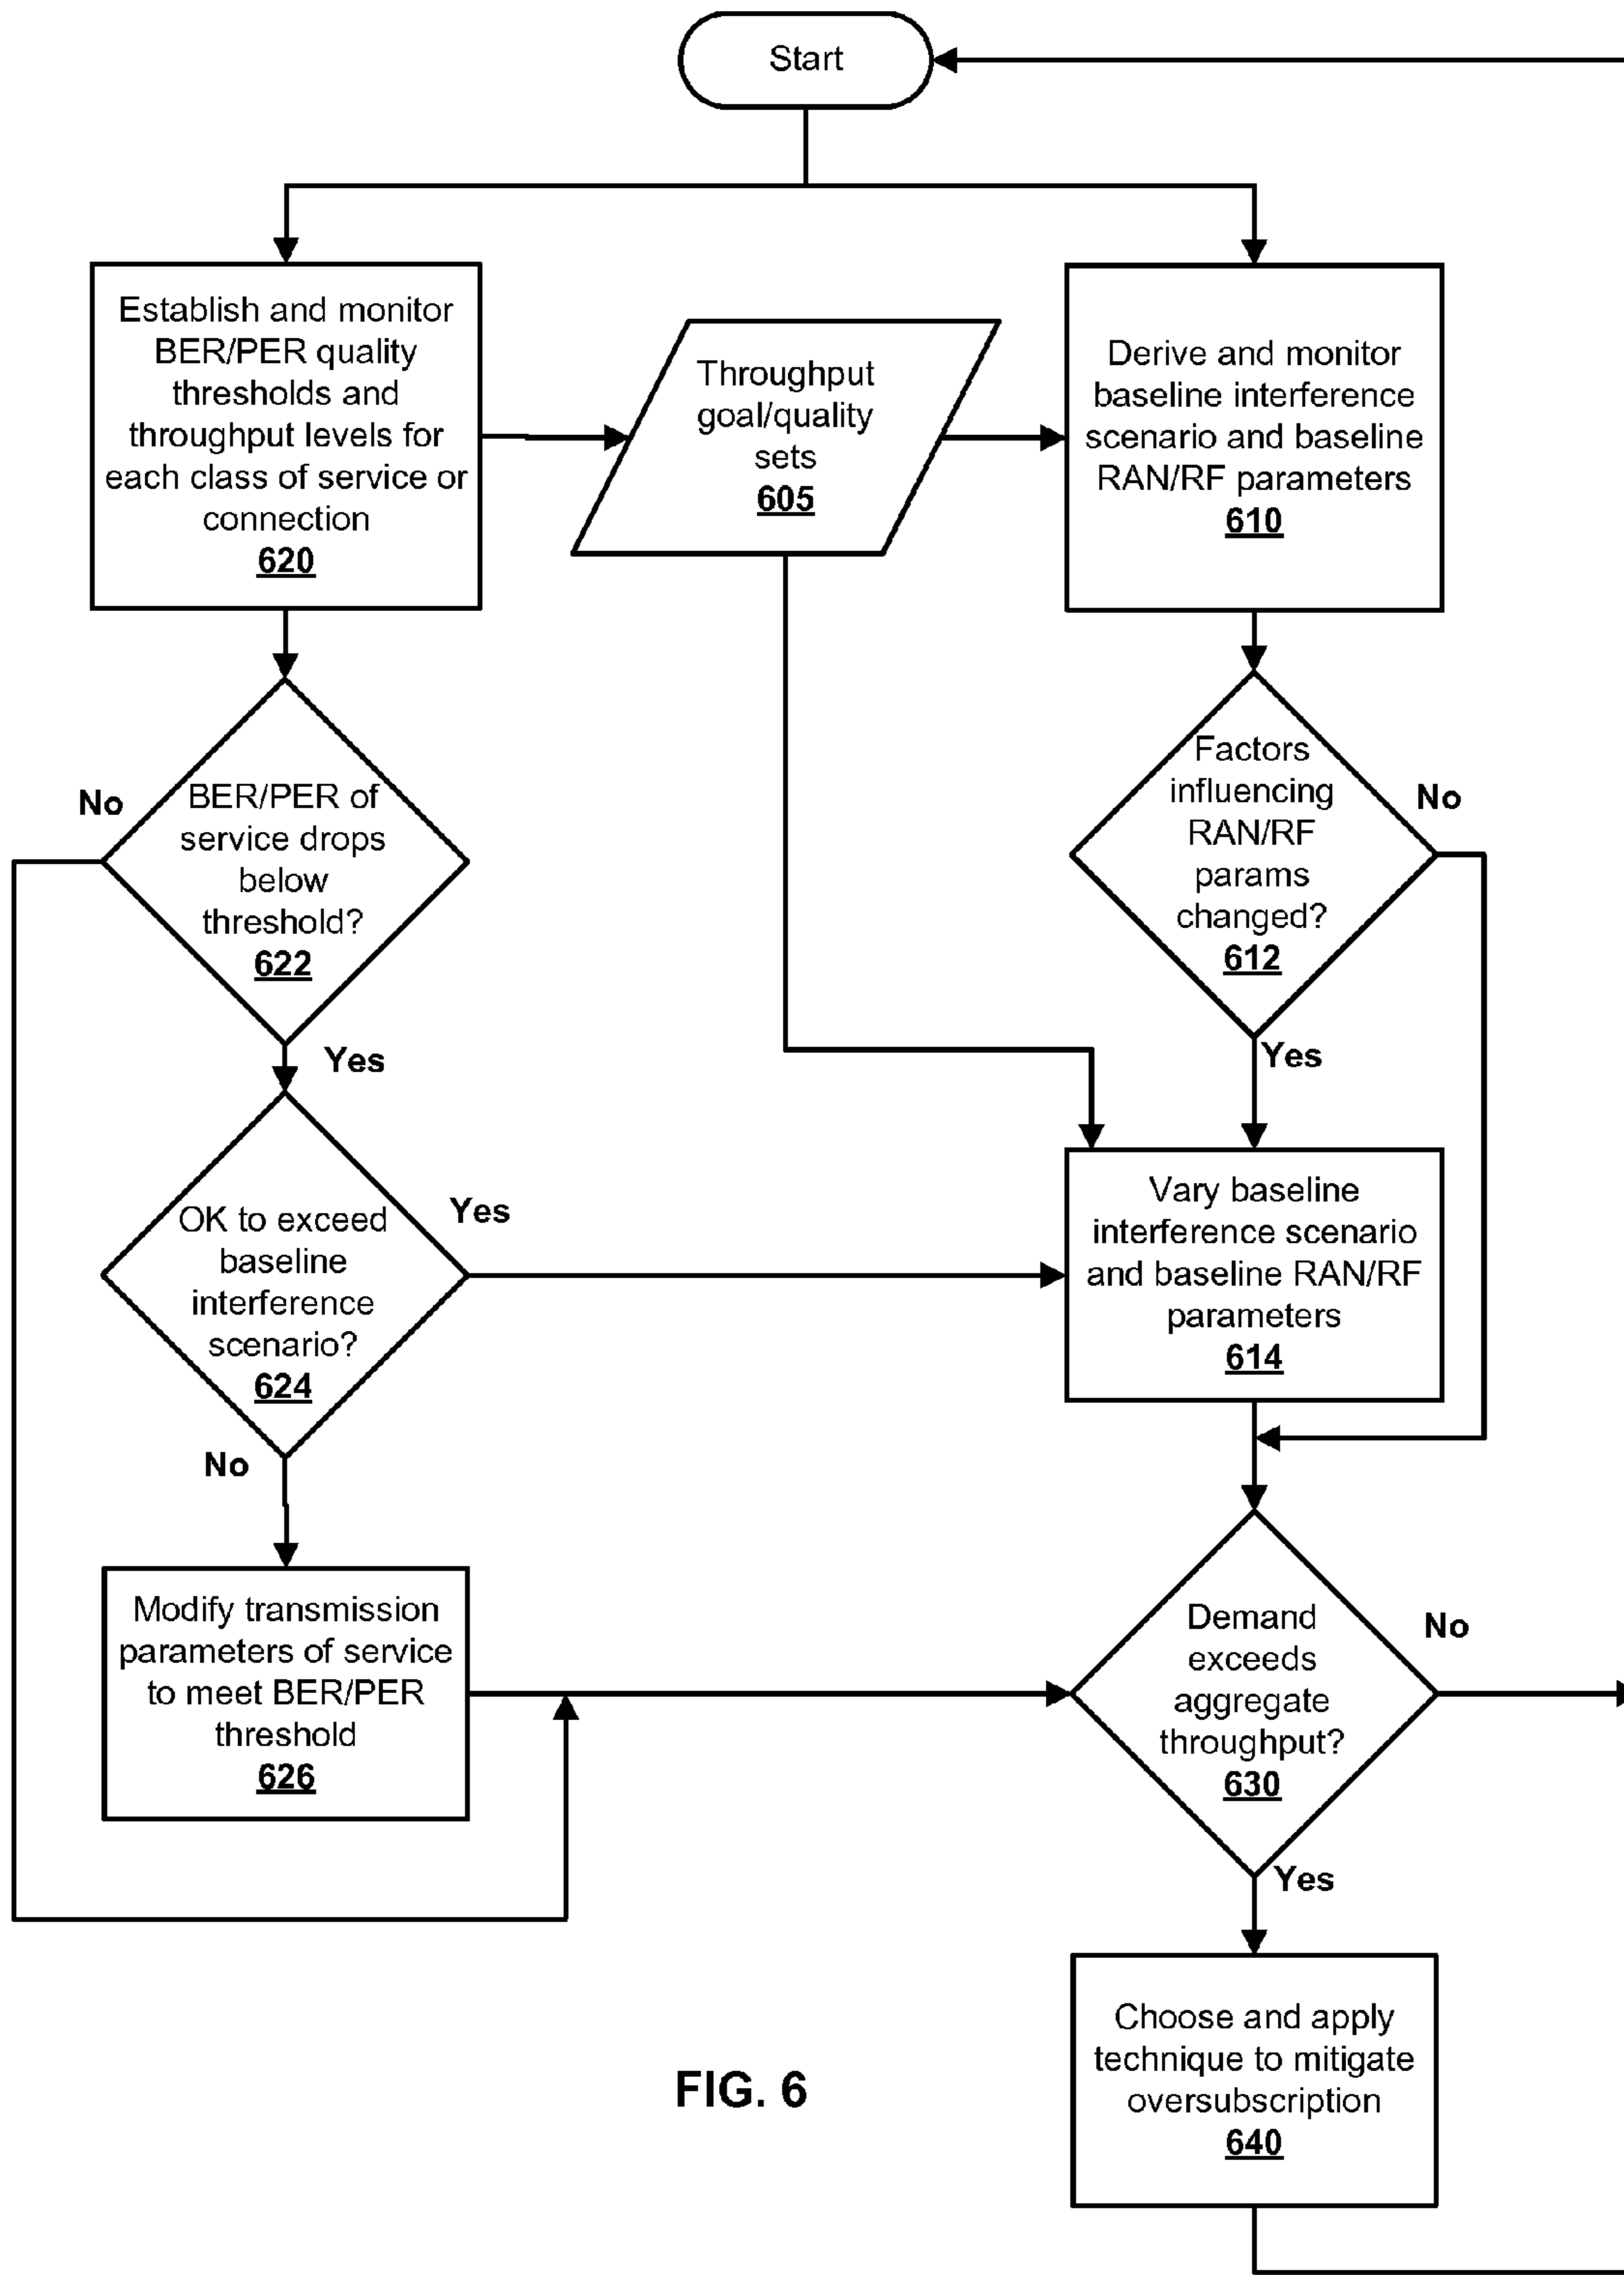 Start
Establish and monitor
BER/PER quality
thresholds and
throughput levels for
each class of service or
connection
620
Throughput
goal/quality
sets
605
Derive and monitor
baseline interference
scenario and baseline
RAN/RF parameters
610
No
BER/PER of
service drops
below
threshold?
622
Yes
Factors
influencing
RAN/RF
params
changed?
612
No
Yes
OK to exceed
baseline
interference
scenario?
624
Yes
No
Vary baseline
interference scenario
and baseline RAN/RF
parameters
614
Modify transmission
parameters of service
to meet BER/PER
threshold
626
Demand
exceeds
aggregate
throughput?
630
No
Yes
Choose and apply
technique to mitigate
oversubscription
640
FIG. 6